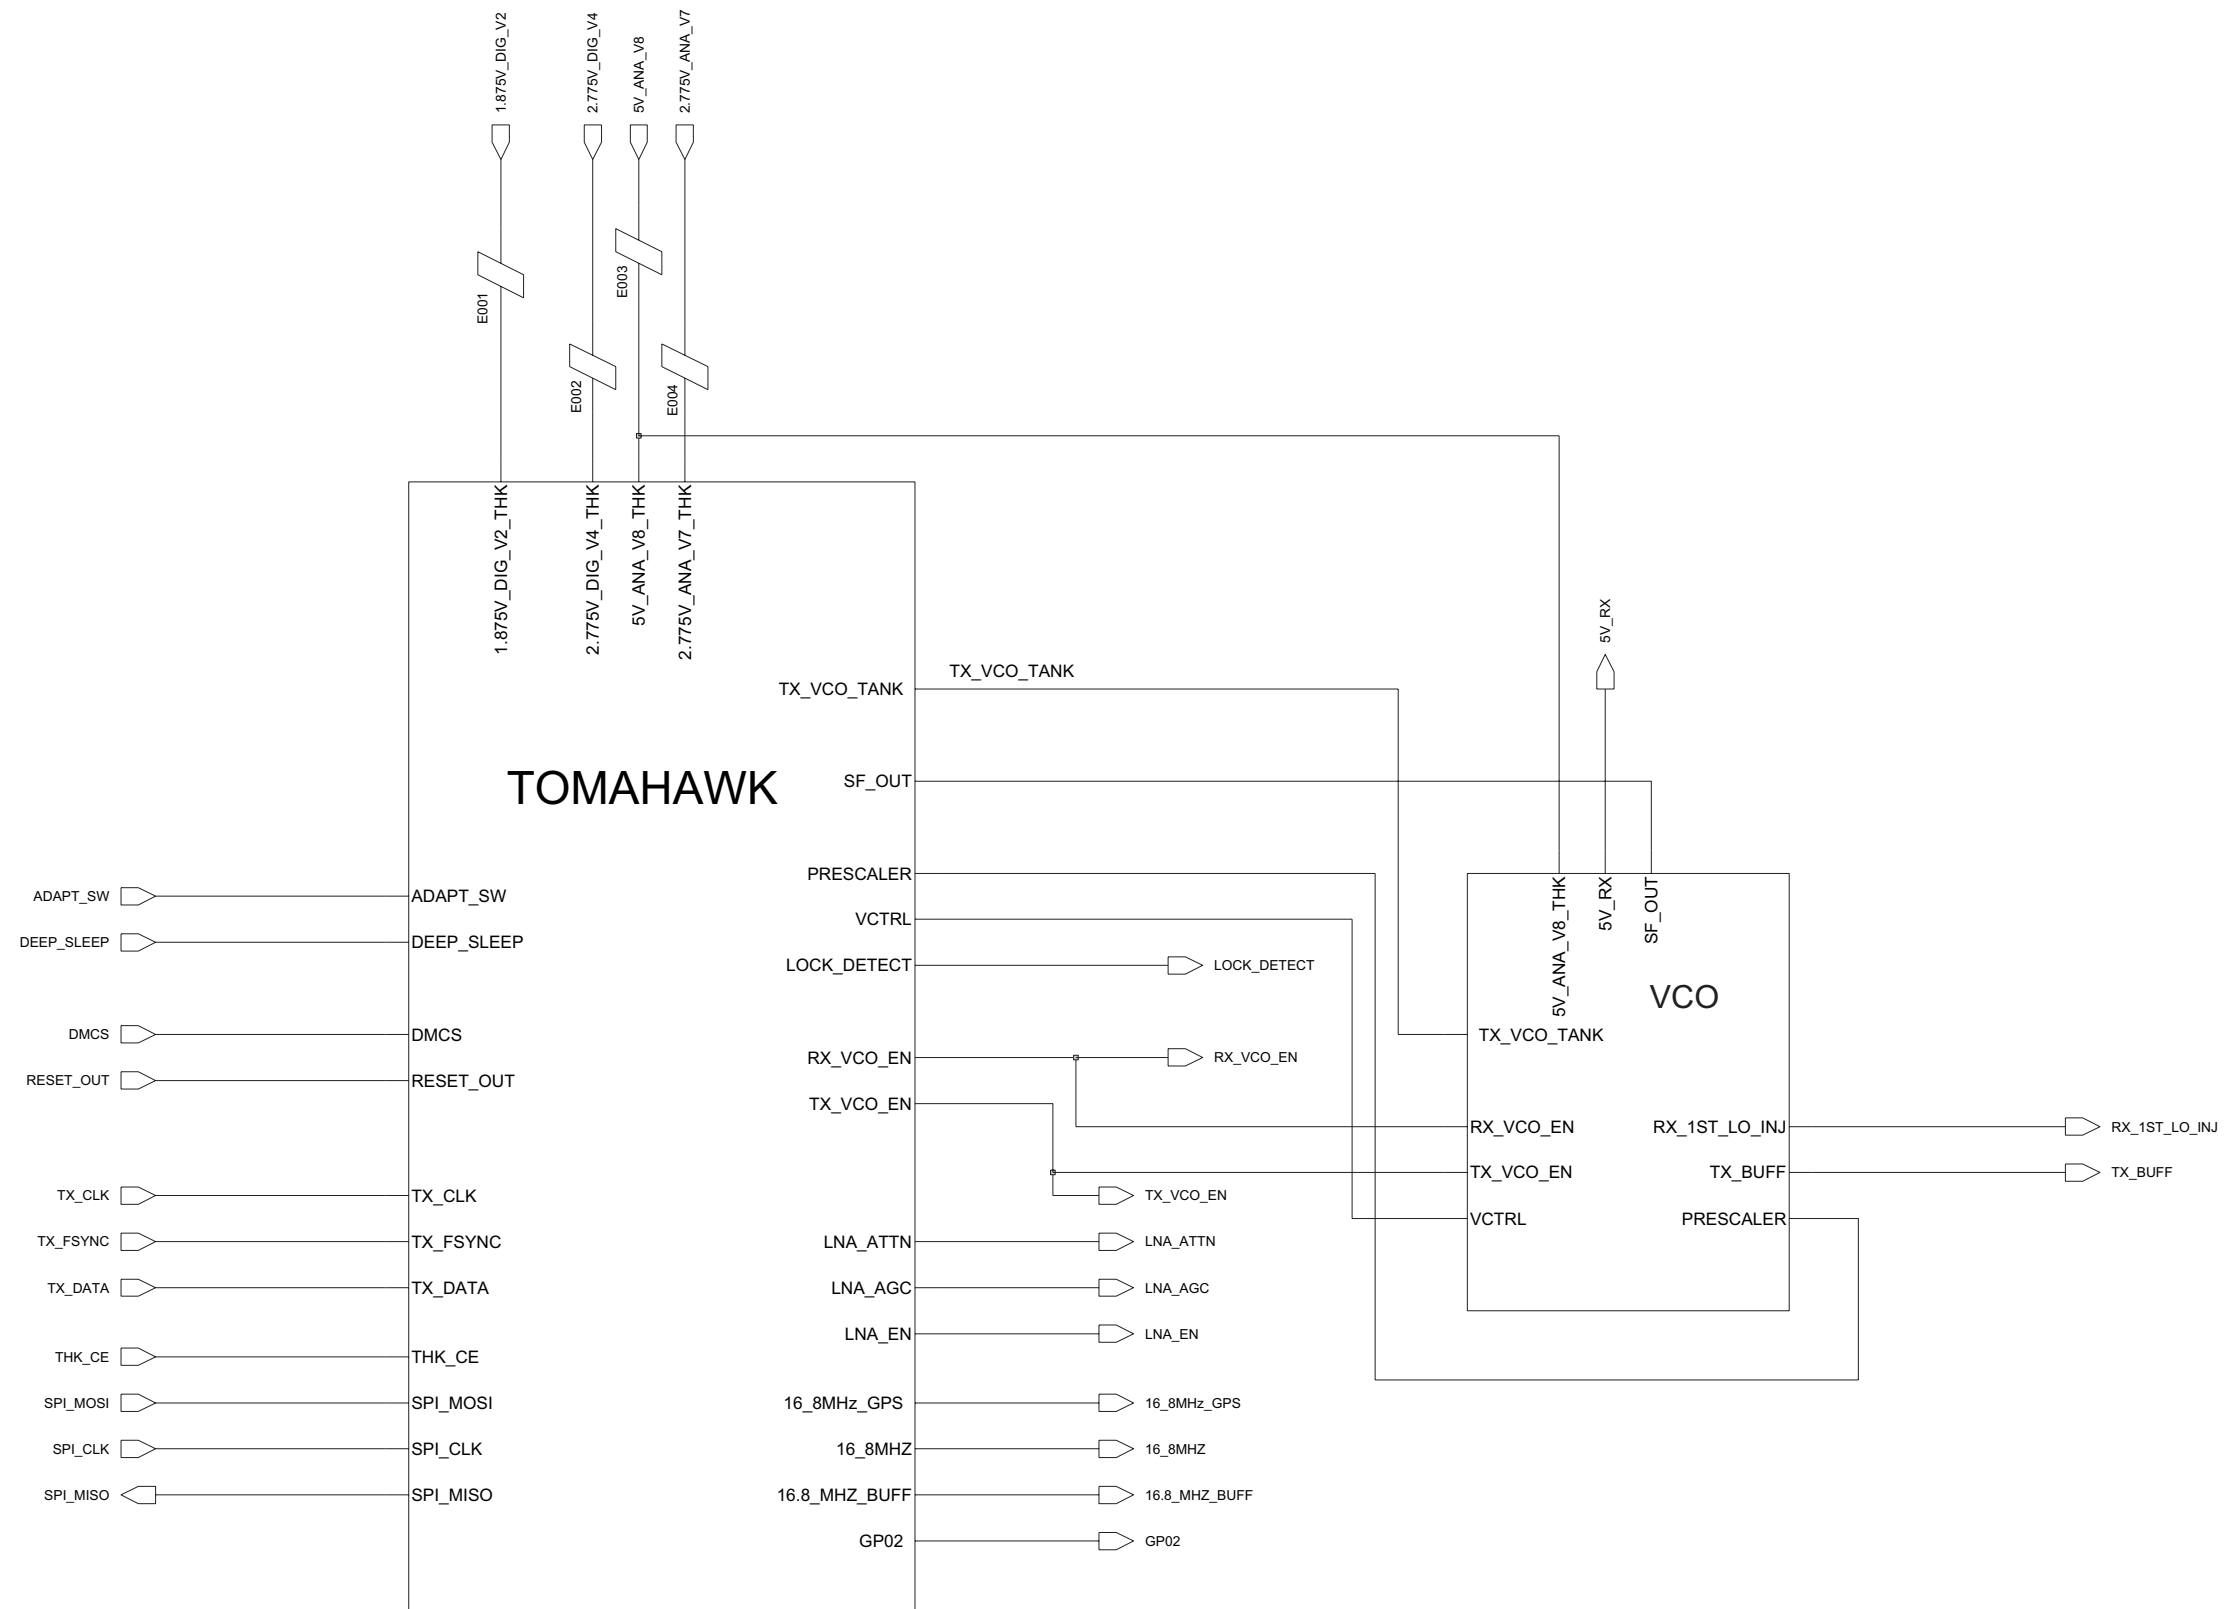 1.875V_DIG_V2
2.775V_DIG_V4
5V_ANA_V8
2.775V_ANA_V7
E001
E002
E003
E004
1.875V_DIG_V2_THK
2.775V_DIG_V4_THK
5V_ANA_V8_THK
2.775V_ANA_V7_THK
TOMAHAWK
ADAPT_SW
ADAPT_SW
DEEP_SLEEP
DEEP_SLEEP
DMCS
DMCS
RESET_OUT
RESET_OUT
TX_CLK
TX_CLK
TX_FSYNC
TX_FSYNC
TX_DATA
TX_DATA
THK_CE
THK_CE
SPI_MOSI
SPI_MOSI
SPI_CLK
SPI_CLK
SPI_MISO
SPI_MISO
TX_VCO_TANK
TX_VCO_TANK
SF_OUT
PRESCALER
VCTRL
LOCK_DETECT
LOCK_DETECT
RX_VCO_EN
RX_VCO_EN
TX_VCO_EN
TX_VCO_EN
LNA_ATTN
LNA_ATTN
LNA_AGC
LNA_AGC
LNA_EN
LNA_EN
16_8MHz_GPS
16_8MHz_GPS
16_8MHZ
16_8MHZ
16.8_MHZ_BUFF
16.8_MHZ_BUFF
GP02
GP02
5V_RX
5V_ANA_V8_THK
5V_RX
SF_OUT
VCO
TX_VCO_TANK
RX_VCO_EN
TX_VCO_EN
VCTRL
RX_1ST_LO_INJ
RX_1ST_LO_INJ
TX_BUFF
TX_BUFF
PRESCALER